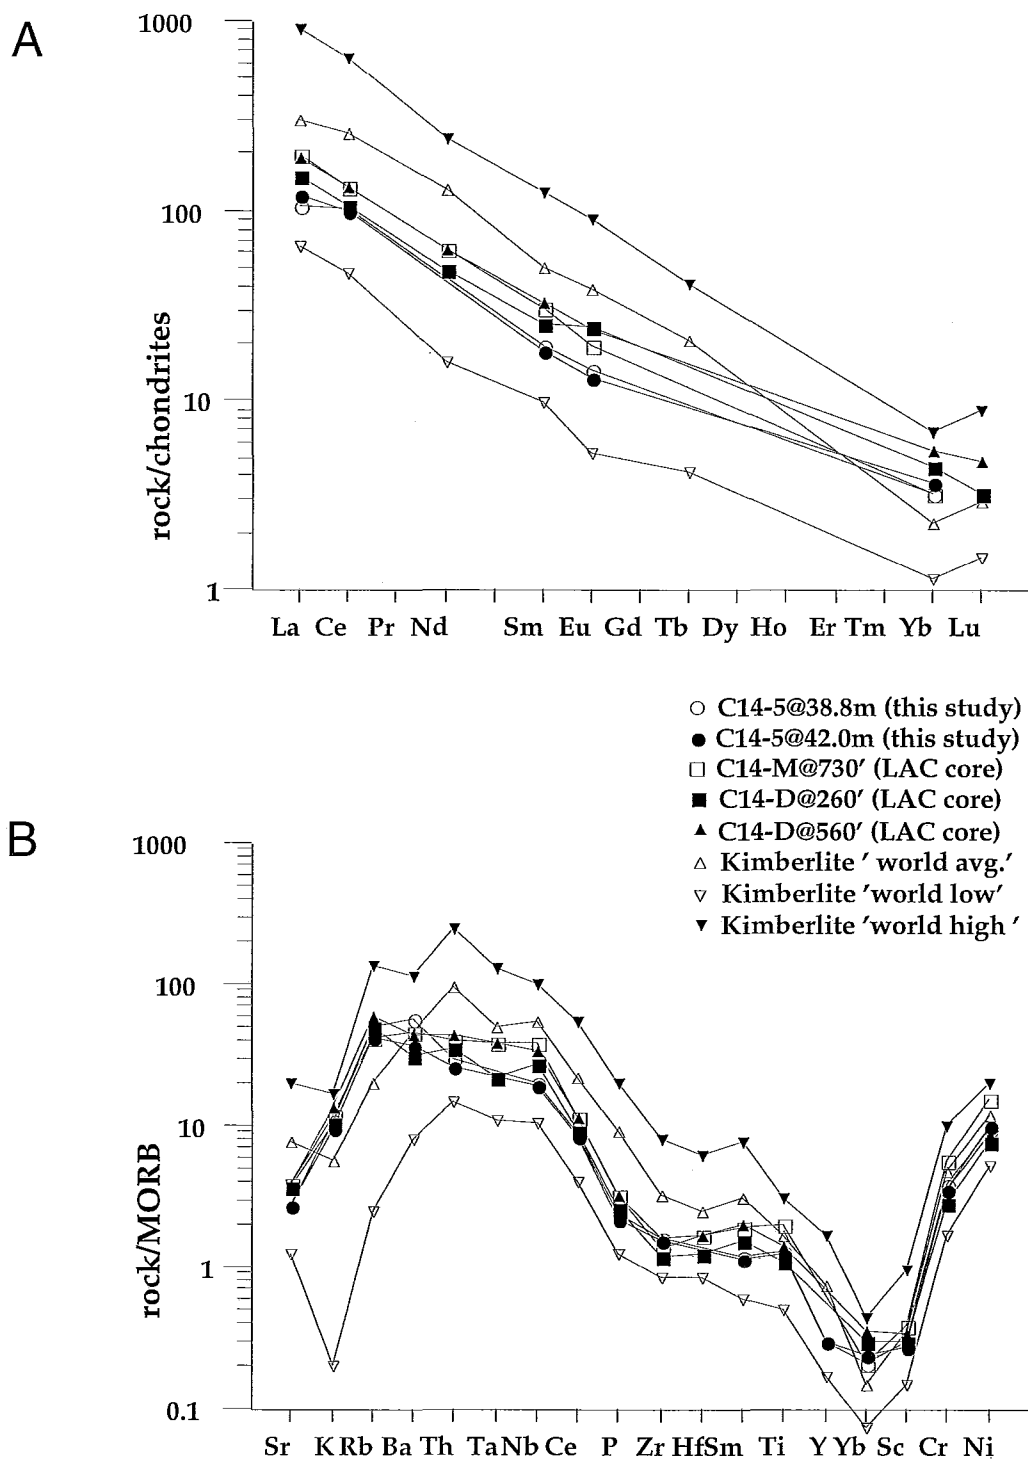 A
1000
100
10
1
rock/chondrites
La Ce Pr Nd Sm Eu Gd Tb Dy Ho Er Tm Yb Lu
C14-5@38.8m (this study)
C14-5@42.0m (this study)
C14-M@730′ (LAC core)
C14-D@260′ (LAC core)
C14-D@560′ (LAC core)
Kimberlite ′ world avg.′
Kimberlite ′world low′
Kimberlite ′world high ′
B
1000
100
10
1
0.1
rock/MORB
Sr K Rb Ba Th Ta Nb Ce P Zr Hf Sm Ti Y Yb Sc Cr Ni